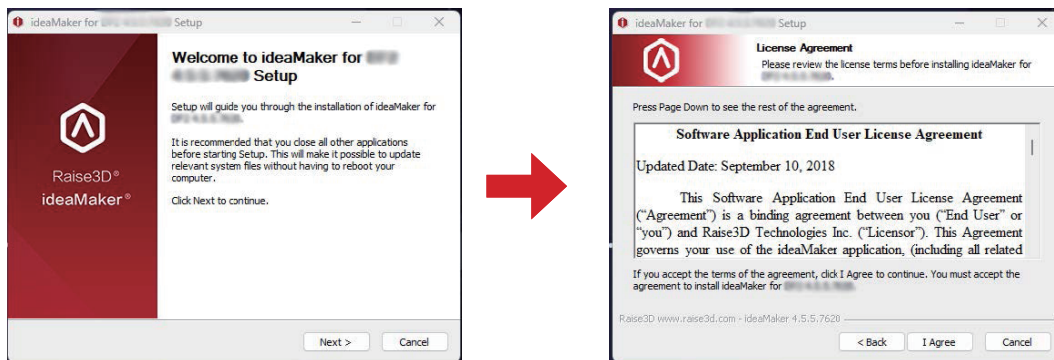 ideaMaker for Setup
Welcome to ideaMaker for
Setup
Setup will guide you through the installation of ideaMaker for
It is recommended that you close all other applications
before starting Setup. This will make it possible to update
relevant system files without having to reboot your
computer.
Click Next to continue.
Raise3D®
ideaMaker®
Next >
Cancel
ideaMaker for Setup
License Agreement
Please review the license terms before installing ideaMaker for
Press Page Down to see the rest of the agreement.
Software Application End User License Agreement
Updated Date: September 10, 2018
This Software Application End User License Agreement
("Agreement") is a binding agreement between you ("End User" or
"you") and Raise3D Technologies Inc. ("Licensor"). This Agreement
governs your use of the ideaMaker application, (including all related
If you accept the terms of the agreement, click I Agree to continue. You must accept the
agreement to install ideaMaker for
Raise3D www.raise3d.com - ideaMaker 4.5.5.7620
< Back
I Agree
Cancel